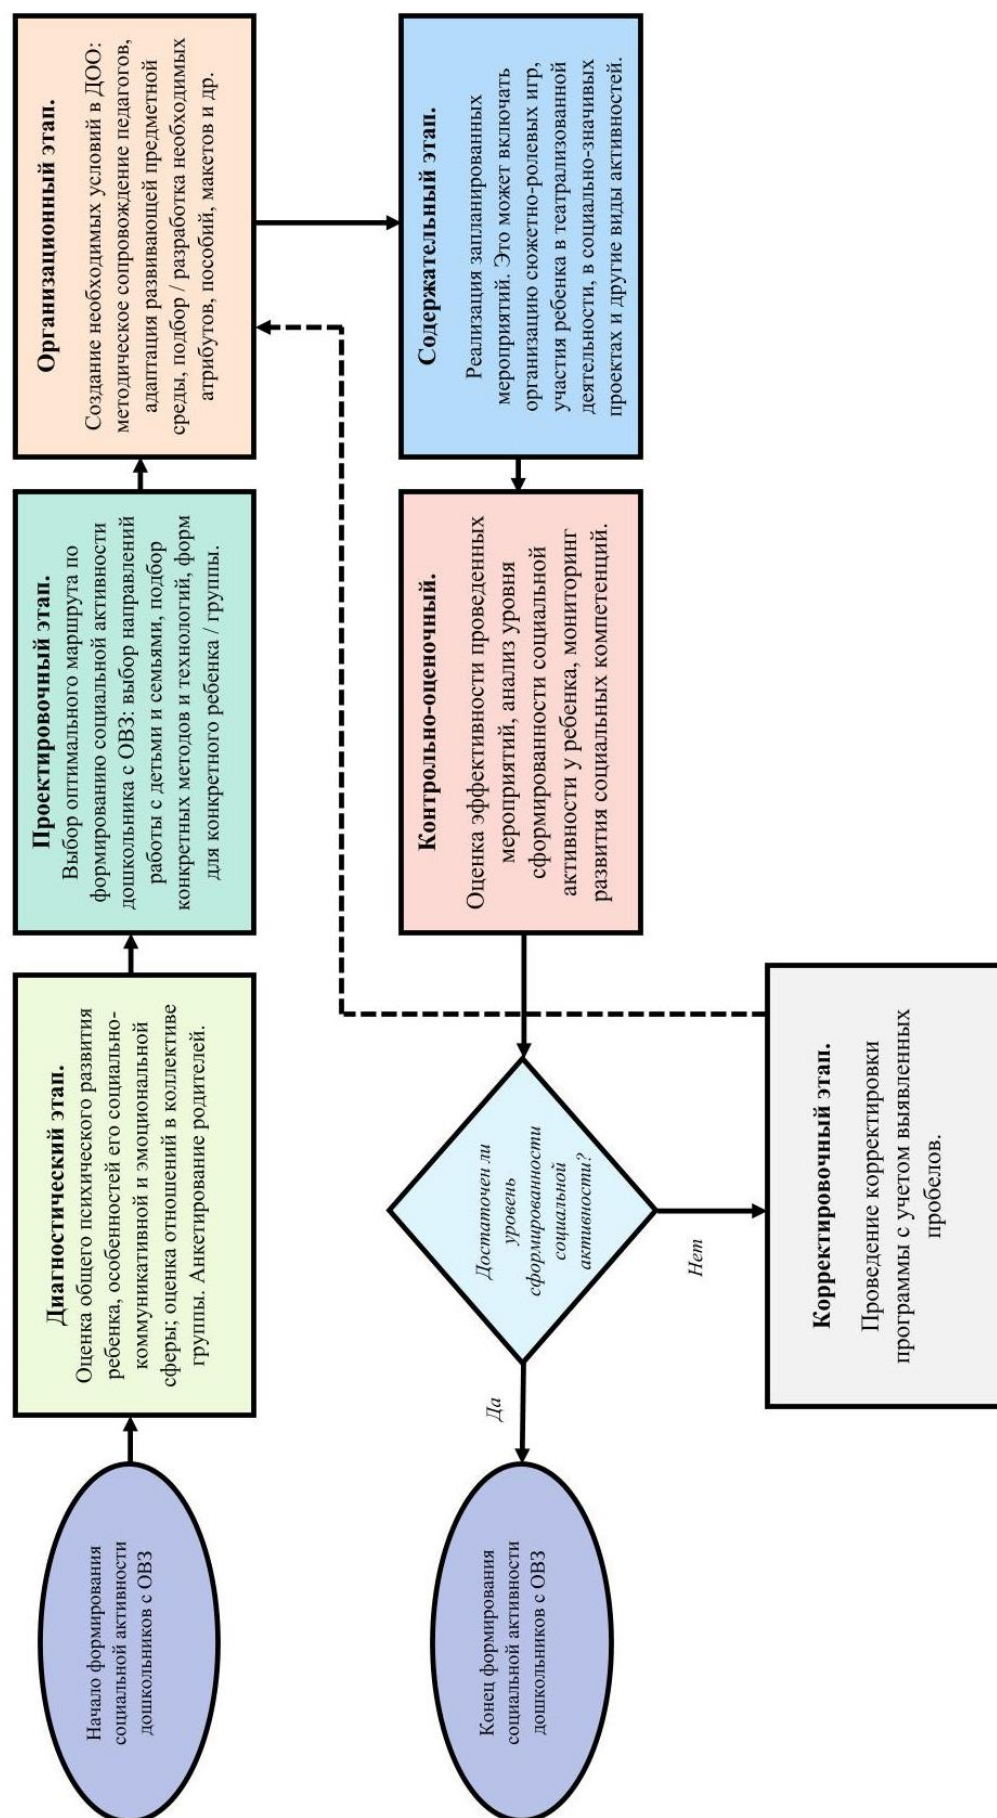 Начало формирования
социальной активности
дошкольников с ОВЗ
Диагностический этап.
Оценка общего психического развития
ребенка, особенностей его социально-
коммуникативной и эмоциональной
сферы; оценка отношений в коллективе
группы. Анкетирование родителей.
Проектировочный этап.
Выбор оптимального маршрута по
формированию социальной активности
дошкольника с ОВЗ: выбор направлений
работы с детьми и семьями, подбор
конкретных методов и технологий, форм
для конкретного ребенка / группы.
Организационный этап.
Создание необходимых условий в ДОО:
методическое сопровождение педагогов,
адаптация развивающей предметной
среды, подбор / разработка необходимых
атрибутов, пособий, макетов и др.
Содержательный этап.
Реализация запланированных
мероприятий. Это может включать
организацию сюжетно-ролевых игр,
участия ребенка в театрализованной
деятельности, в социально-значивых
проектах и другие виды активностей.
Контрольно-оценочный.
Оценка эффективности проведенных
мероприятий, анализ уровня
сформированности социальной
активности у ребенка, мониторинг
развития социальных компетенций.
Достаточен ли
уровень
сформированности
социальной
активности?
Да
Нет
Конец формирования
социальной активности
дошкольников с ОВЗ
Корректировочный этап.
Проведение корректировки
программы с учетом выявленных
пробелов.